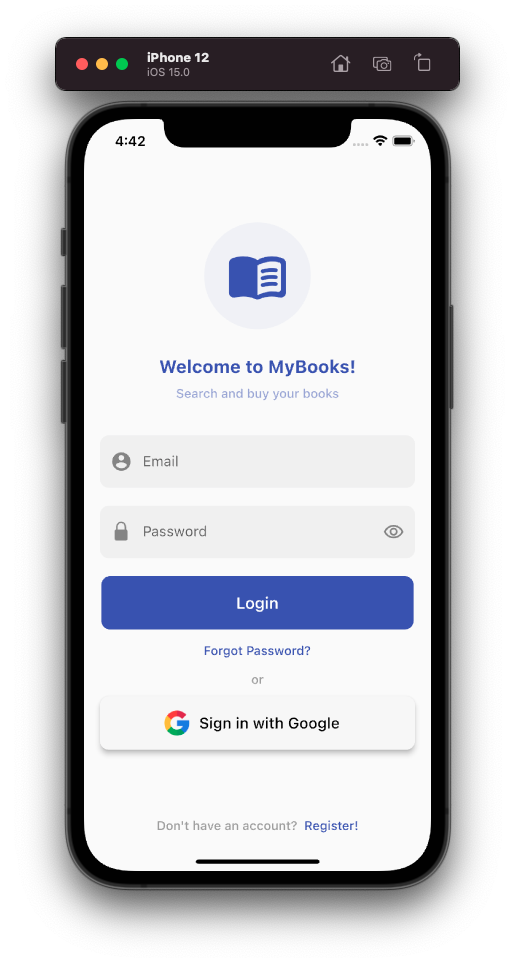 iPhone 12
iOS 15.0
4:42
Welcome to MyBooks!
Search and buy your books
Email
Password
Login
Forgot Password?
or
Sign in with Google
Don't have an account? Register!